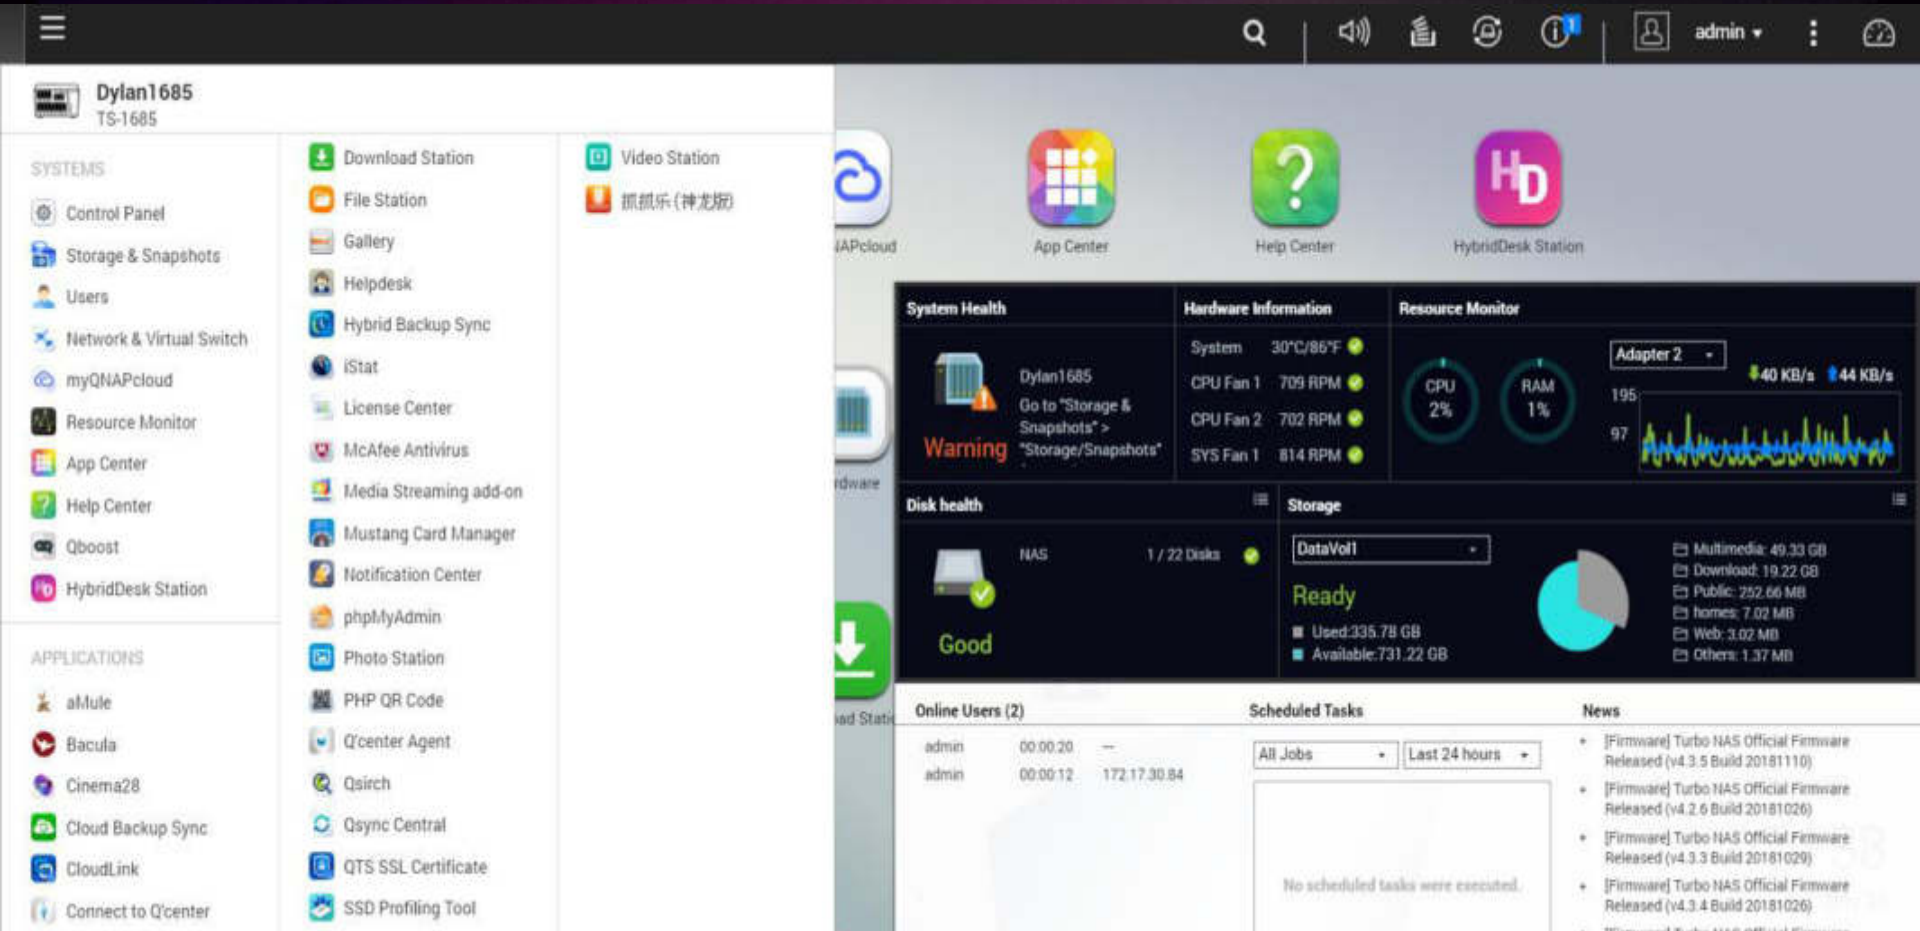 1
admin
Dylan1685
TS-1685
SYSTEMS
Control Panel
Storage & Snapshots
Users
Network & Virtual Switch
myQNAPcloud
Resource Monitor
App Center
Help Center
Qboost
HybridDesk Station
APPLICATIONS
aMule
Bacula
Cinema28
Cloud Backup Sync
CloudLink
Connect to Q'center
Download Station
File Station
Gallery
Helpdesk
Hybrid Backup Sync
iStat
License Center
McAfee Antivirus
Media Streaming add-on
Mustang Card Manager
Notification Center
phpMyAdmin
Photo Station
PHP QR Code
Q'center Agent
Qsirch
Qsync Central
QTS SSL Certificate
SSD Profiling Tool
Video Station
抓抓乐(神龙版)
NAPcloud
App Center
Help Center
HD
HybridDesk Station
rdware
oad Static
System Health
Dylan1685
Go to "Storage &
Snapshots" >
"Storage/Snapshots"
Warning
Hardware Information
System 30°C/86°F
CPU Fan 1 709 RPM
CPU Fan 2 702 RPM
SYS Fan 1 814 RPM
Resource Monitor
CPU
2%
RAM
1%
Adapter 2
40 KB/s 44 KB/s
195
97
Disk health
NAS 1 / 22 Disks
Good
Storage
DataVol1
Ready
Used:335.78 GB
Available:731.22 GB
Multimedia: 49.33 GB
Download: 19.22 GB
Public: 252.66 MB
homes: 7.02 MB
Web: 3.02 MB
Others: 1.37 MB
Online Users (2)
admin 00:00:20 --
admin 00:00:12 172.17.30.84
Scheduled Tasks
All Jobs
Last 24 hours
No scheduled tasks were executed.
News
[Firmware] Turbo NAS Official Firmware
Released (v4.3.5 Build 20181110)
[Firmware] Turbo NAS Official Firmware
Released (v4.2.6 Build 20181026)
[Firmware] Turbo NAS Official Firmware
Released (v4.3.3 Build 20181029)
[Firmware] Turbo NAS Official Firmware
Released (v4.3.4 Build 20181026)